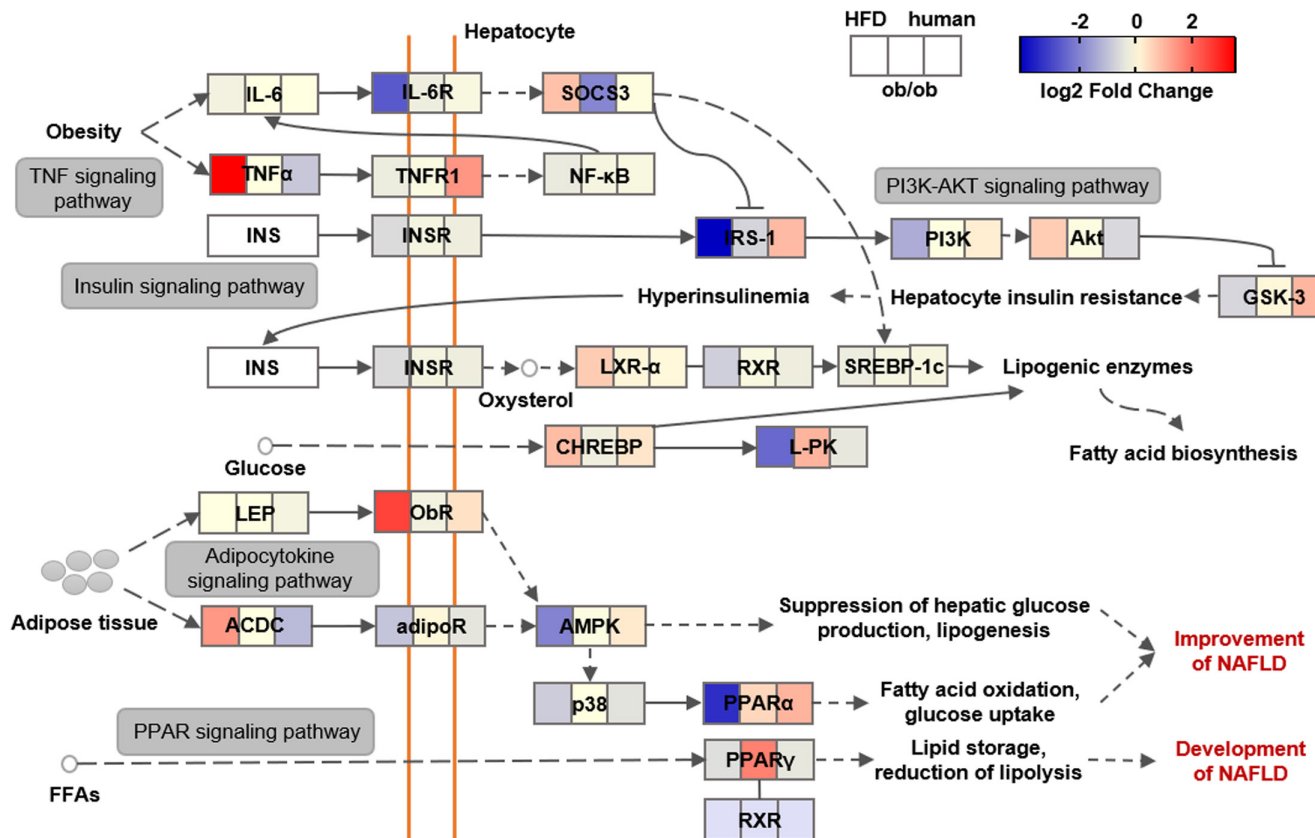 HFD human
ob/ob
-2 0 2
log2 Fold Change
Hepatocyte
IL-6
IL-6R
SOCS3
Obesity
TNF signaling
pathway
TNFα
TNFR1
NF-κB
PI3K-AKT signaling pathway
INS
INSR
IRS-1
PI3K
Akt
Insulin signaling pathway
Hyperinsulinemia
Hepatocyte insulin resistance
GSK-3
INS
INSR
Oxysterol
LXR-α
RXR
SREBP-1c
Lipogenic enzymes
Glucose
CHREBP
L-PK
Fatty acid biosynthesis
LEP
ObR
Adipocytokine
signaling pathway
Adipose tissue
ACDC
adipoR
AMPK
Suppression of hepatic glucose
production, lipogenesis
Improvement
of NAFLD
p38
PPARα
Fatty acid oxidation,
glucose uptake
PPAR signaling pathway
FFAs
PPARγ
Lipid storage,
reduction of lipolysis
Development
of NAFLD
RXR